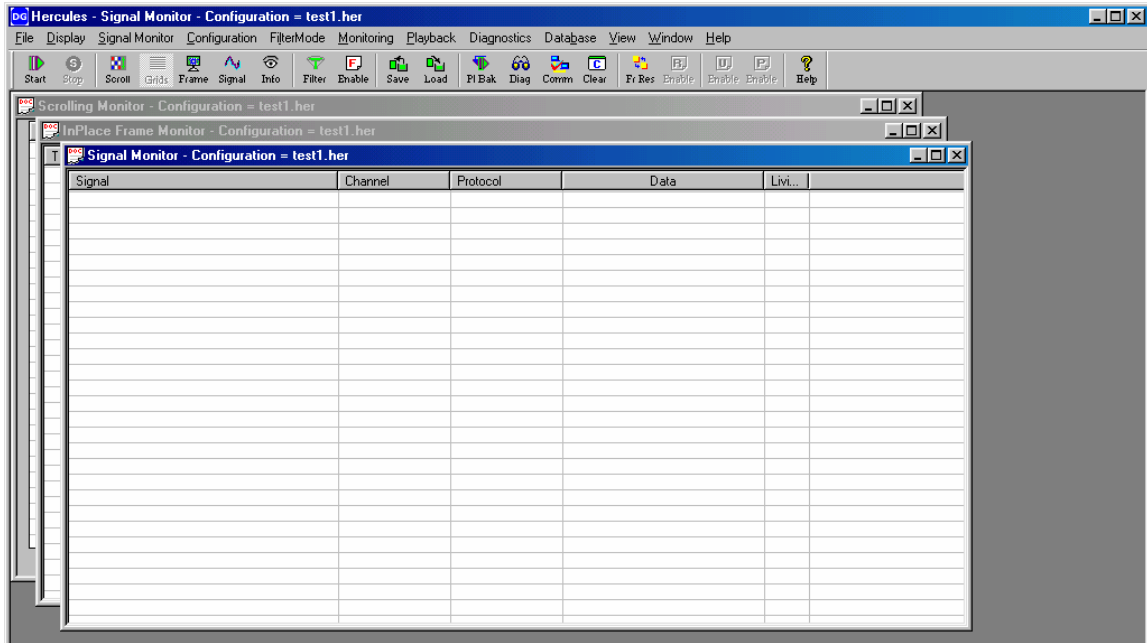 DG Hercules - Signal Monitor - Configuration = test1.her
File Display Signal Monitor Configuration FilterMode Monitoring Playback Diagnostics Database View Window Help
Start Stop Scroll Grids Frame Signal Info Filter Enable Save Load Pl Bak Diag Comm Clear Fr Res Enable Enable Enable Help
Scrolling Monitor - Configuration = test1.her
InPlace Frame Monitor - Configuration = test1.her
T
Signal Monitor - Configuration = test1.her
Signal Channel Protocol Data Livi...